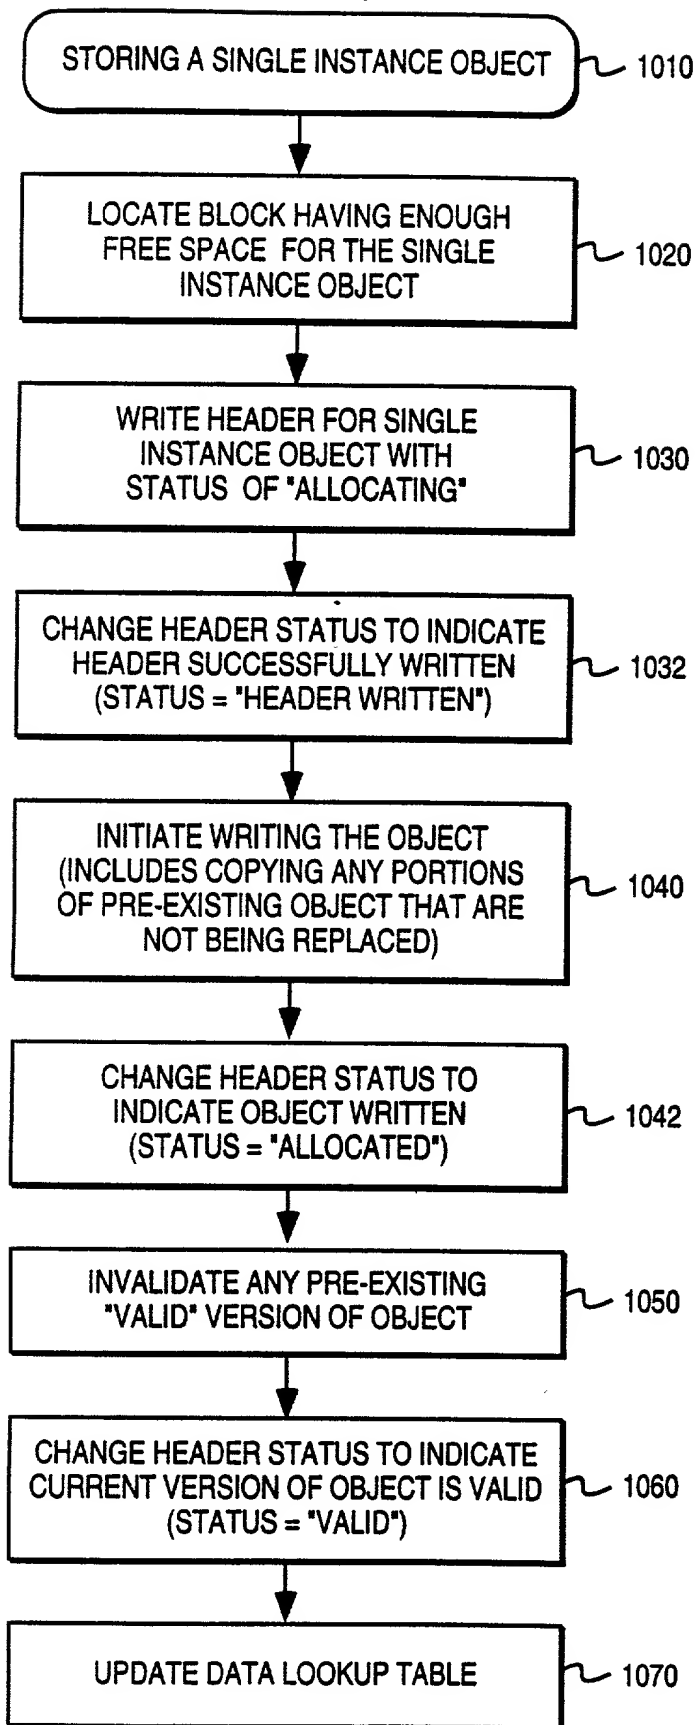 STORING A SINGLE INSTANCE OBJECT
1010
LOCATE BLOCK HAVING ENOUGH
FREE SPACE FOR THE SINGLE
INSTANCE OBJECT
1020
WRITE HEADER FOR SINGLE
INSTANCE OBJECT WITH
STATUS OF "ALLOCATING"
1030
CHANGE HEADER STATUS TO INDICATE
HEADER SUCCESSFULLY WRITTEN
(STATUS = "HEADER WRITTEN")
1032
INITIATE WRITING THE OBJECT
(INCLUDES COPYING ANY PORTIONS
OF PRE-EXISTING OBJECT THAT ARE
NOT BEING REPLACED)
1040
CHANGE HEADER STATUS TO
INDICATE OBJECT WRITTEN
(STATUS = "ALLOCATED")
1042
INVALIDATE ANY PRE-EXISTING
"VALID" VERSION OF OBJECT
1050
CHANGE HEADER STATUS TO INDICATE
CURRENT VERSION OF OBJECT IS VALID
(STATUS = "VALID")
1060
UPDATE DATA LOOKUP TABLE
1070